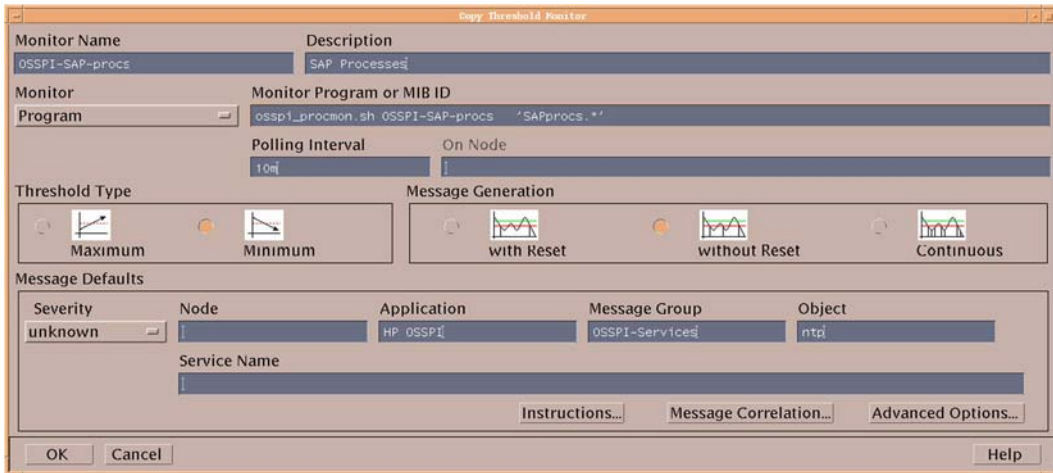 Copy Threshold Monitor
Monitor Name Description
OSSPI-SAP-procs SAP Processes
Monitor Monitor Program or MIB ID
Program osspi_procmon.sh OSSPI-SAP-procs 'SAPprocs.*'
Polling Interval On Node
10m
Threshold Type Message Generation
Maximum Minimum with Reset without Reset Continuous
Message Defaults
Severity Node Application Message Group Object
unknown HP OSSPI OSSPI-Services ntp
Service Name
Instructions... Message Correlation... Advanced Options...
OK Cancel Help